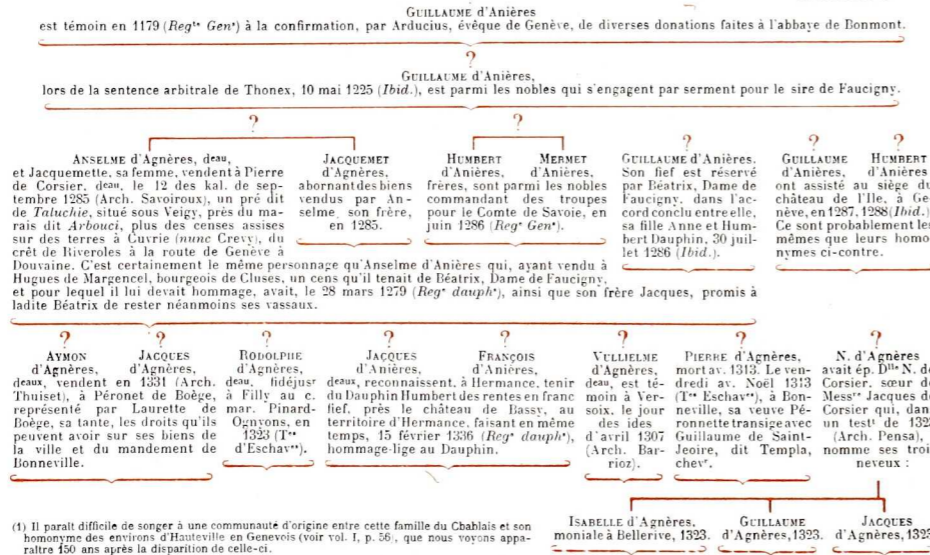 GUILLAUME d'Anières
est témoin en 1179 (Regte Gens) à la confirmation, par Arducius, évêque de Genève, de diverses donations faites à l'abbaye de Bonmont.
?
GUILLAUME d'Anières,
lors de la sentence arbitrale de Thonex, 10 mai 1225 (Ibid.), est parmi les nobles qui s'engagent par serment pour le sire de Faucigny.
?
ANSELME d'Agnères, deau,
et Jacquemette, sa femme, vendent à Pierre
de Corsier, deau, le 12 des kal. de sep-
tembre 1285 (Arch. Savoiroux), un pré dit
de Taluchie, situé sous Veigy, près du ma-
rais dit Arbouci, plus des censes assises
sur des terres à Cuvrie (nunc Crevy), du
crêt de Riveroles à la route de Genève à
Douvaine. C'est certainement le même personnage qu'Anselme d'Anières qui, ayant vendu à
Hugues de Margencel, bourgeois de Cluses, un cens qu'il tenait de Béatrix, Dame de Faucigny,
et pour lequel il lui devait hommage, avait, le 28 mars 1279 (Regs dauphs), ainsi que son frère Jacques, promis à
ladite Béatrix de rester néanmoins ses vassaux.
JACQUEMET
d'Agnères,
abornant des biens
vendus par An-
selme, son frère,
en 1285.
?
HUMBERT MERMET
d'Anières, d'Anières,
frères, sont parmi les nobles
commandant des troupes
pour le Comte de Savoie, en
juin 1286 (Regs Gens).
?
GUILLAUME d'Anières.
Son fief est réservé
par Béatrix, Dame de
Faucigny, dans l'ac-
cord conclu entre elle,
sa fille Anne et Hum-
bert Dauphin, 30 juil-
let 1286 (Ibid.).
? ?
GUILLAUME HUMBERT
d'Anières d'Anières
ont assisté au siège du
château de l'Ile, à Ge-
nève, en 1287, 1288 (Ibid.)
Ce sont probablement les
mêmes que leurs homo-
nymes ci-contre.
? ?
AYMON JACQUES
d'Agnères, d'Agnères,
deaux, vendent en 1331 (Arch.
Thuiset), à Péronet de Boège,
représenté par Laurette de
Boège, sa tante, les droits qu'ils
peuvent avoir sur ses biens de
la ville et du mandement de
Bonneville.
?
RODOLPHE
d'Agnères,
deau, fidéjusr
à Filly au c.
mar. Pinard-
Ognyons, en
1323
d'Eschavx).
? ?
JACQUES FRANÇOIS
d'Agnères, d'Agnères,
deaux, reconnaissent, à Hermance, tenir
du Dauphin Humbert des rentes en franc
fief, près le château de Bassy, au
territoire d'Hermance, faisant en même
temps, 15 février 1336 (Regs dauphs),
hommage-lige au Dauphin.
?
VULLIELME
d'Agnères,
deau, est té-
moin à Ver-
soix, le jour
des ides
d'avril 1307
(Arch. Bar-
rioz).
?
PIERRE d'Agnères,
mort av. 1313. Le ven-
dredi av. Noël 1313
à Bon-
neville, sa veuve Pé-
ronnette transige avec
Guillaume de Saint-
Jeoire, dit Templa,
chevr.
?
N. d'Agnères
avait ép. Dlle N. de
Corsier, sœur de
Messre Jacques de
Corsier qui, dans
un testt de 132
(Arch. Pensa),
nomme ses troi
neveux :
ISABELLE d'Agnères,
moniale à Bellerive, 1323.
GUILLAUME
d'Agnères, 1323.
JACQUES
d'Agnères, 1323.
(1) Il paraît difficile de songer à une communauté d'origine entre cette famille du Chablais et son
homonyme des environs d'Hauteville en Genevois (voir vol. I, p. 56), que nous voyons appa-
raître 150 ans après la disparition de celle-ci.